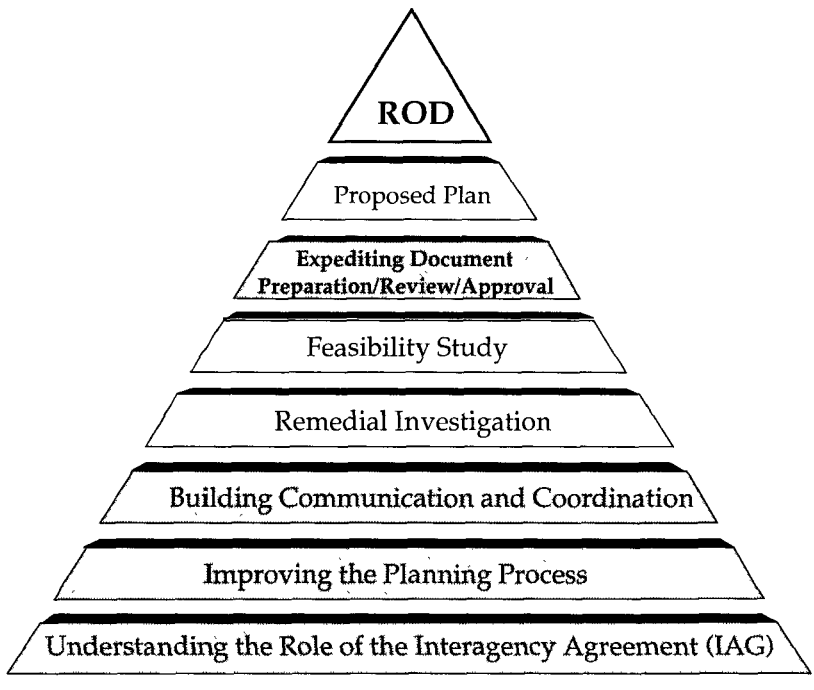 ROD
Proposed Plan
Expediting Document
Preparation/Review/Approval
Feasibility Study
Remedial Investigation
Building Communication and Coordination
Improving the Planning Process
Understanding the Role of the Interagency Agreement (IAG)